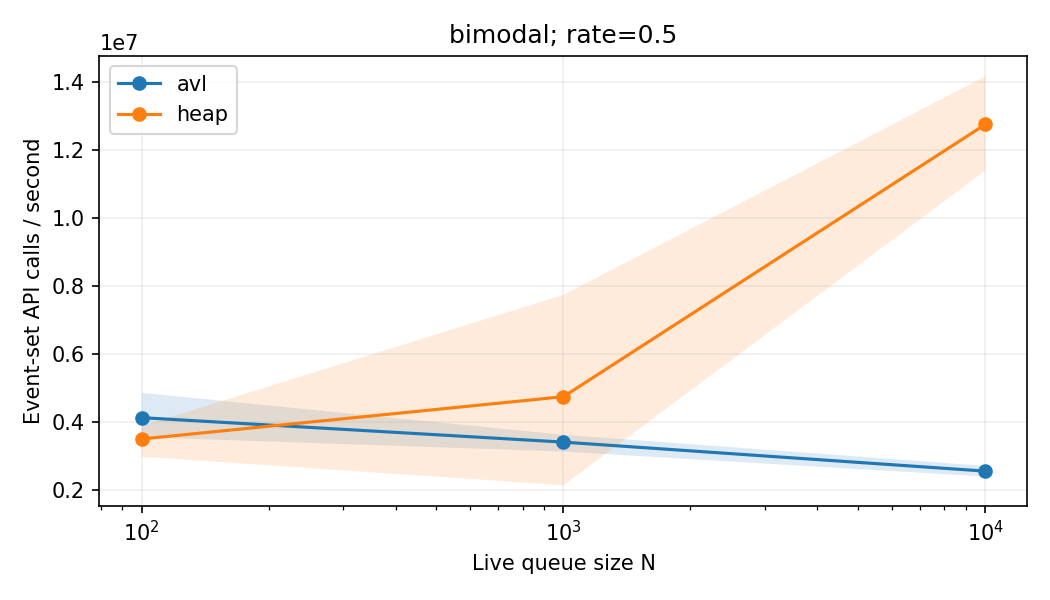 bimodal; rate=0.5
1e7
avl
heap
1.4
1.2
1.0
0.8
0.6
0.4
0.2
Event-set API calls / second
10²
10³
10⁴
Live queue size N